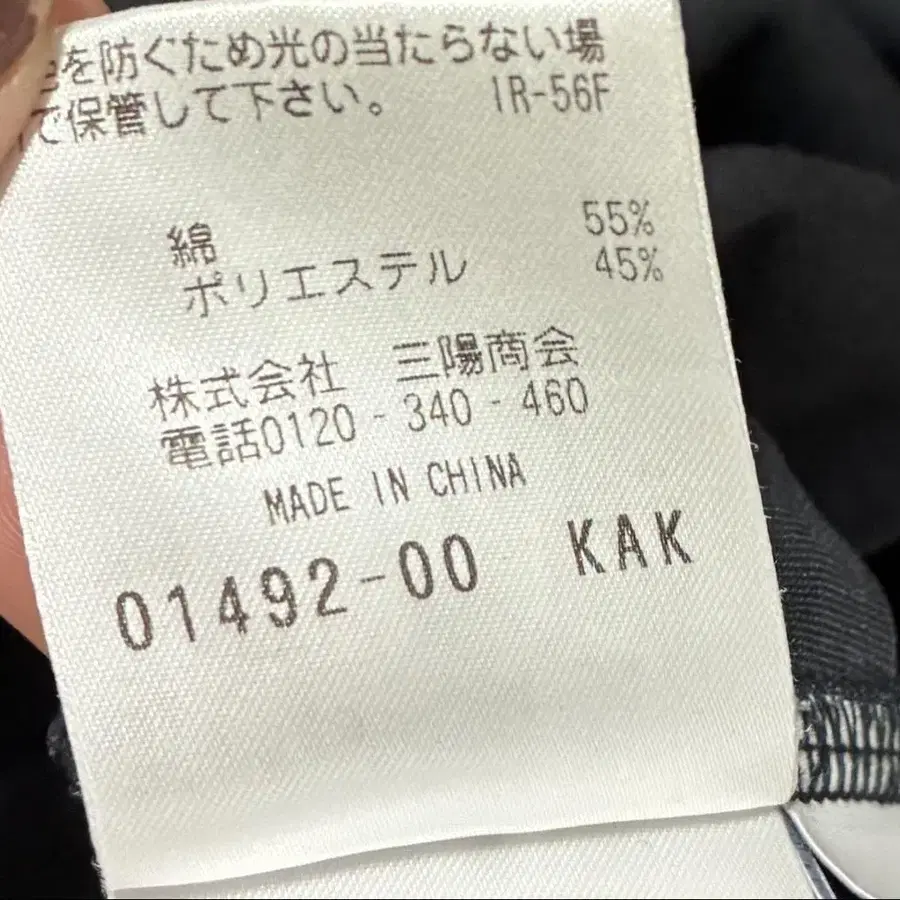 を防ぐため光の当たらない場
で保管して下さい。 IR-56F
綿 55%
ポリエステル 45%
株式会社 三陽商会
電話0120-340-460
MADE IN CHINA
01492-00 KAK